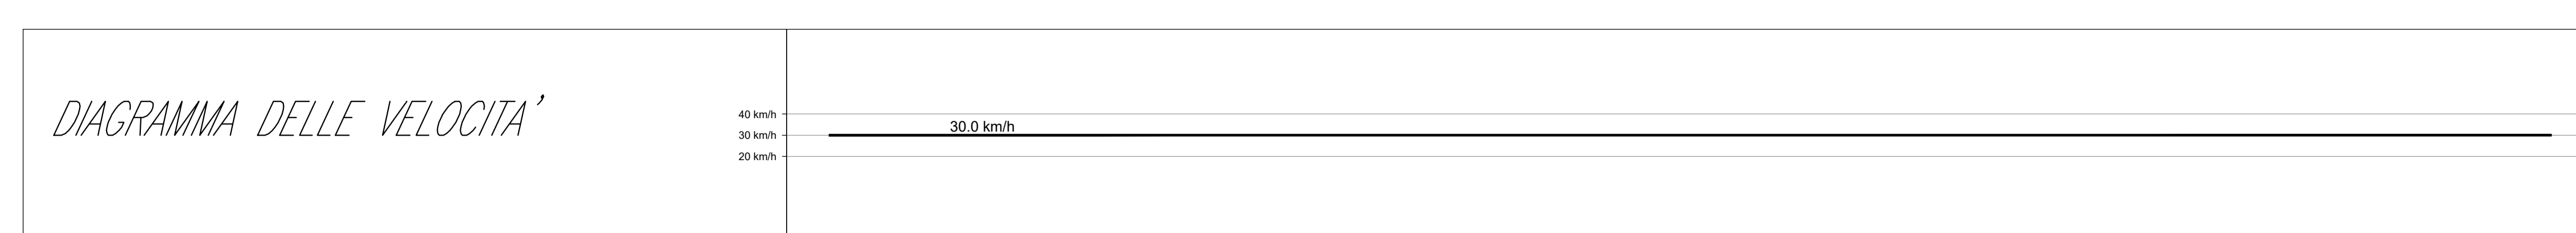 DIAGRAMMA DELLE VELOCITA'
40 km/h
30 km/h
20 km/h
30.0 km/h